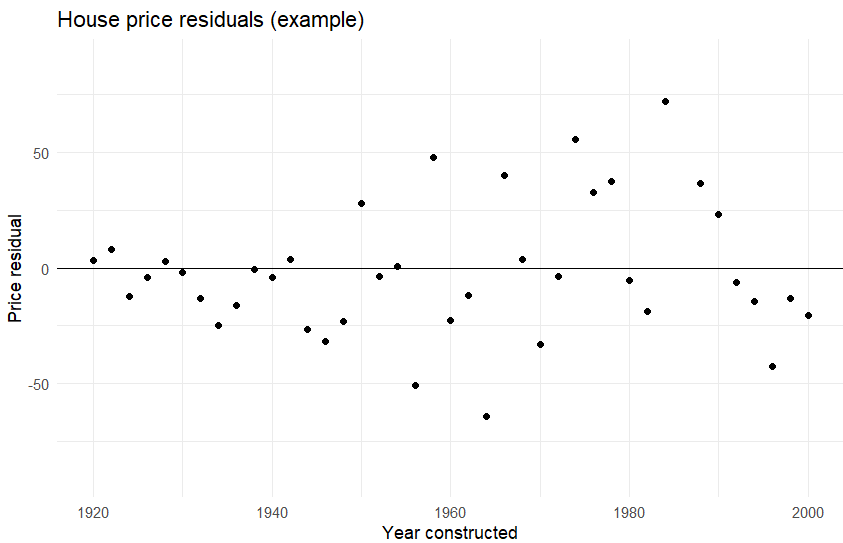 House price residuals (example)
50
0
-50
Price residual
1920 1940 1960 1980 2000
Year constructed